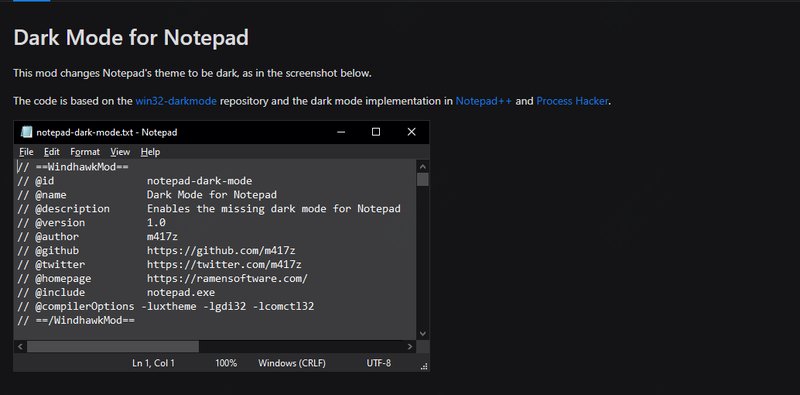 Dark Mode for Notepad
This mod changes Notepad's theme to be dark, as in the screenshot below.
The code is based on the win32-darkmode repository and the dark mode implementation in Notepad++ and Process Hacker.
notepad-dark-mode.txt - Notepad
File Edit Format View Help
// ==WindhawkMod==
// @id notepad-dark-mode
// @name Dark Mode for Notepad
// @description Enables the missing dark mode for Notepad
// @version 1.0
// @author m417z
// @github https://github.com/m417z
// @twitter https://twitter.com/m417z
// @homepage https://ramensoftware.com/
// @include notepad.exe
// @compilerOptions -luxtheme -lgdi32 -lcomctl32
// ==/WindhawkMod==
Ln 1, Col 1 100% Windows (CRLF) UTF-8